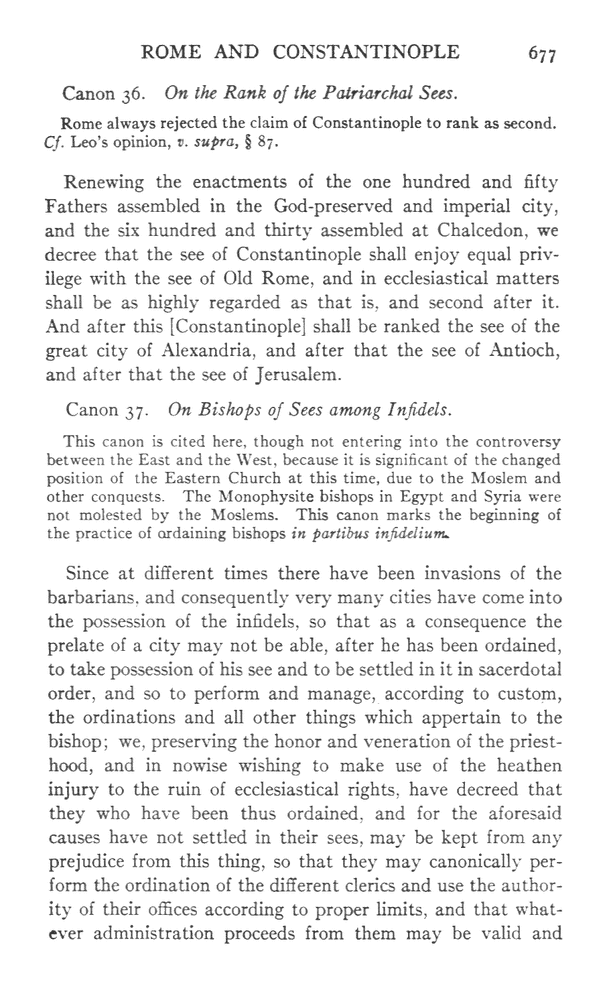 ROME AND CONSTANTINOPLE 677
Canon 36. On the Rank of the Patriarchal Sees.
Rome always rejected the claim of Constantinople to rank as second.
Cf. Leo's opinion, v. supra, § 87.
Renewing the enactments of the one hundred and fifty
Fathers assembled in the God-preserved and imperial city,
and the six hundred and thirty assembled at Chalcedon, we
decree that the see of Constantinople shall enjoy equal priv-
ilege with the see of Old Rome, and in ecclesiastical matters
shall be as highly regarded as that is, and second after it.
And after this [Constantinople] shall be ranked the see of the
great city of Alexandria, and after that the see of Antioch,
and after that the see of Jerusalem.
Canon 37. On Bishops of Sees among Infidels.
This canon is cited here, though not entering into the controversy
between the East and the West, because it is significant of the changed
position of the Eastern Church at this time, due to the Moslem and
other conquests. The Monophysite bishops in Egypt and Syria were
not molested by the Moslems. This canon marks the beginning of
the practice of ordaining bishops in partibus infidelium.
Since at different times there have been invasions of the
barbarians, and consequently very many cities have come into
the possession of the infidels, so that as a consequence the
prelate of a city may not be able, after he has been ordained,
to take possession of his see and to be settled in it in sacerdotal
order, and so to perform and manage, according to custom,
the ordinations and all other things which appertain to the
bishop; we, preserving the honor and veneration of the priest-
hood, and in nowise wishing to make use of the heathen
injury to the ruin of ecclesiastical rights, have decreed that
they who have been thus ordained, and for the aforesaid
causes have not settled in their sees, may be kept from any
prejudice from this thing, so that they may canonically per-
form the ordination of the different clerics and use the author-
ity of their offices according to proper limits, and that what-
ever administration proceeds from them may be valid and